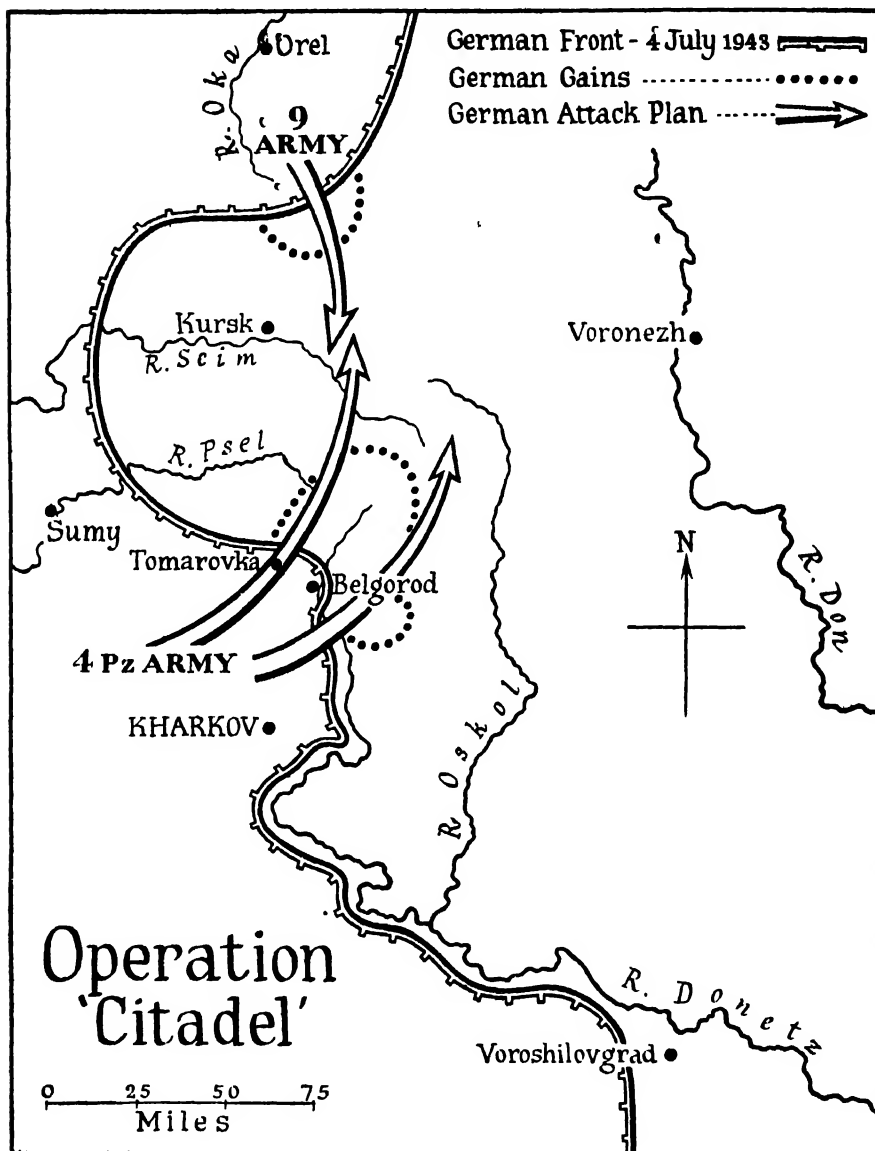 Orel
R. Oka
9
ARMY
German Front - 4 July 1943
German Gains
German Attack Plan
Kursk
R. Seim
Voronezh
R. Psel
Sumy
Tomarovka
Belgorod
N
R. Don
4 Pz ARMY
KHARKOV
R Oskol
Operation
'Citadel'
R. Donetz
Voroshilovgrad
0 25 50 75
Miles